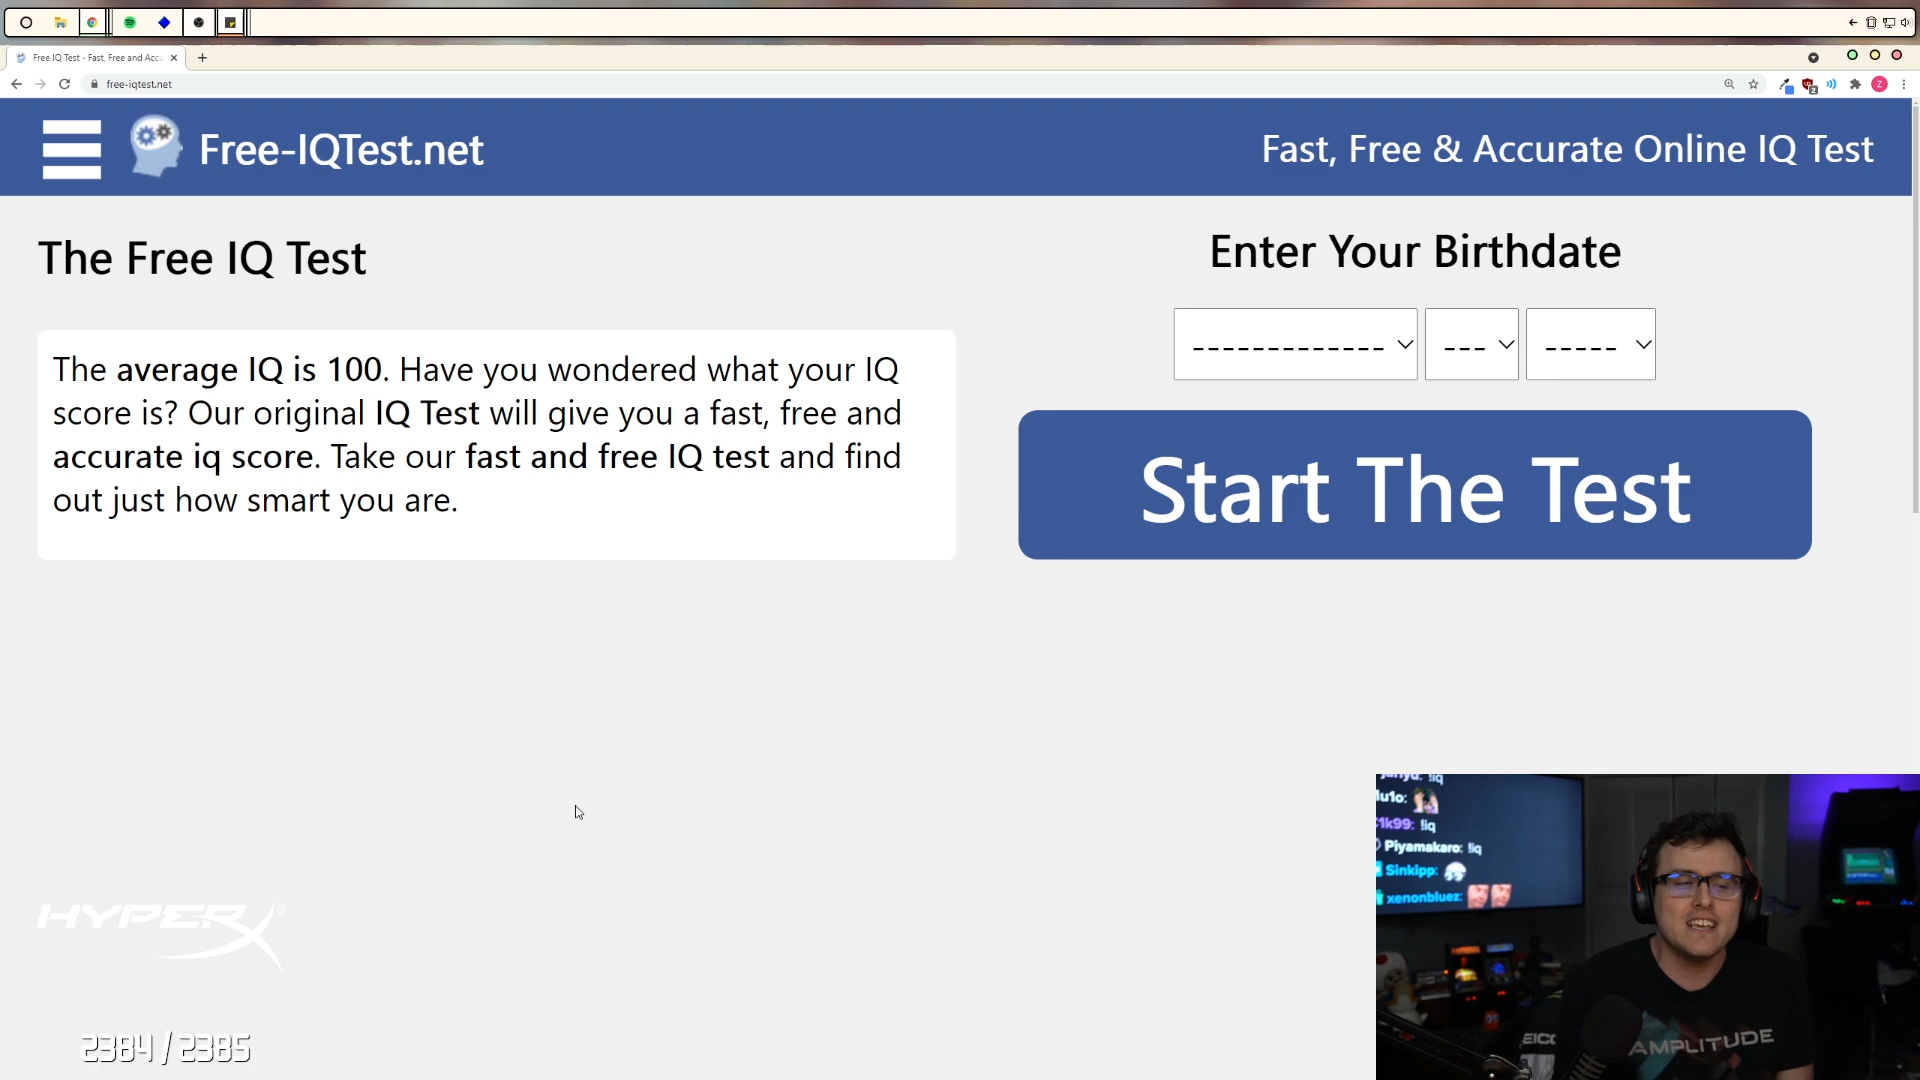 Free IQ Test - Fast, Free and Accu
free-iqtest.net
Free-IQTest.net
Fast, Free & Accurate Online IQ Test
The Free IQ Test
The average IQ is 100. Have you wondered what your IQ
score is? Our original IQ Test will give you a fast, free and
accurate iq score. Take our fast and free IQ test and find
out just how smart you are.
Enter Your Birthdate
Start The Test
!iq
!iq
Piyamakaro: !iq
Sinkipp:
xenonbluez:
AMPLITUDE
HYPERX®
2384 / 2385
Z